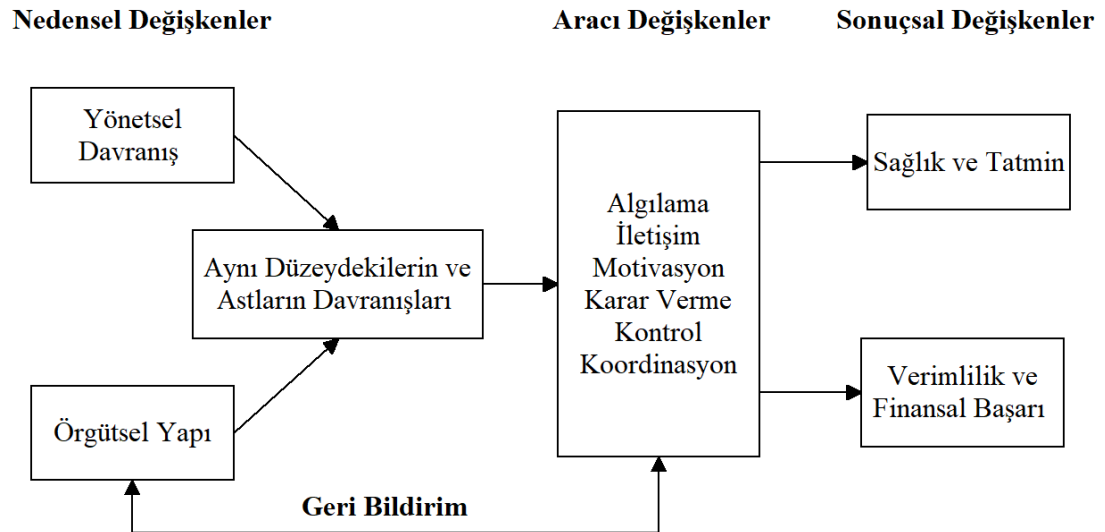 Nedensel Değişkenler
Aracı Değişkenler
Sonuçsal Değişkenler
Yönetsel
Davranış
Aynı Düzeydekilerin ve
Astların Davranışları
Örgütsel Yapı
Algılama
İletişim
Motivasyon
Karar Verme
Kontrol
Koordinasyon
Sağlık ve Tatmin
Verimlilik ve
Finansal Başarı
Geri Bildirim